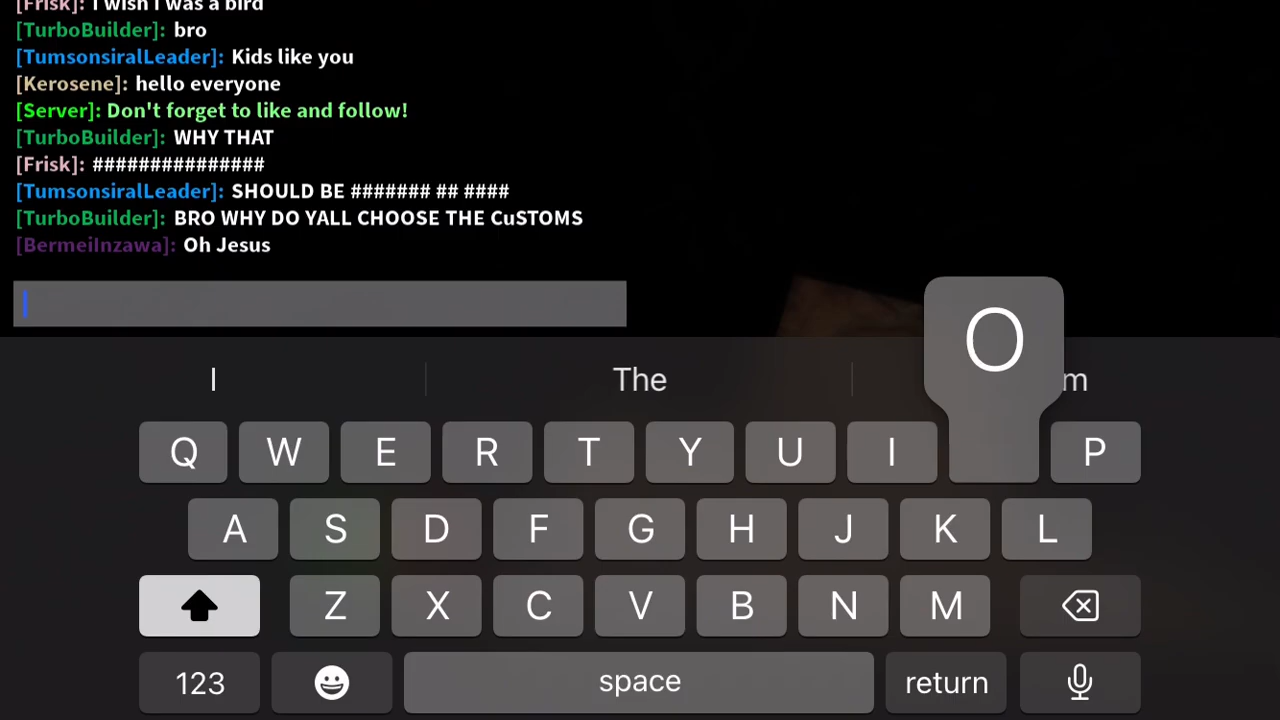 [Frisk]: I wish I was a bird
[TurboBuilder]: bro
[TumsonsiralLeader]: Kids like you
[Kerosene]: hello everyone
[Server]: Don't forget to like and follow!
[TurboBuilder]: WHY THAT
[Frisk]: ###############
[TumsonsiralLeader]: SHOULD BE ####### ## ####
[TurboBuilder]: BRO WHY DO YALL CHOOSE THE CuSTOMS
[BermeiInzawa]: Oh Jesus
I The m
O
Q W E R T Y U I P
A S D F G H J K L
Z X C V B N M
123 space return